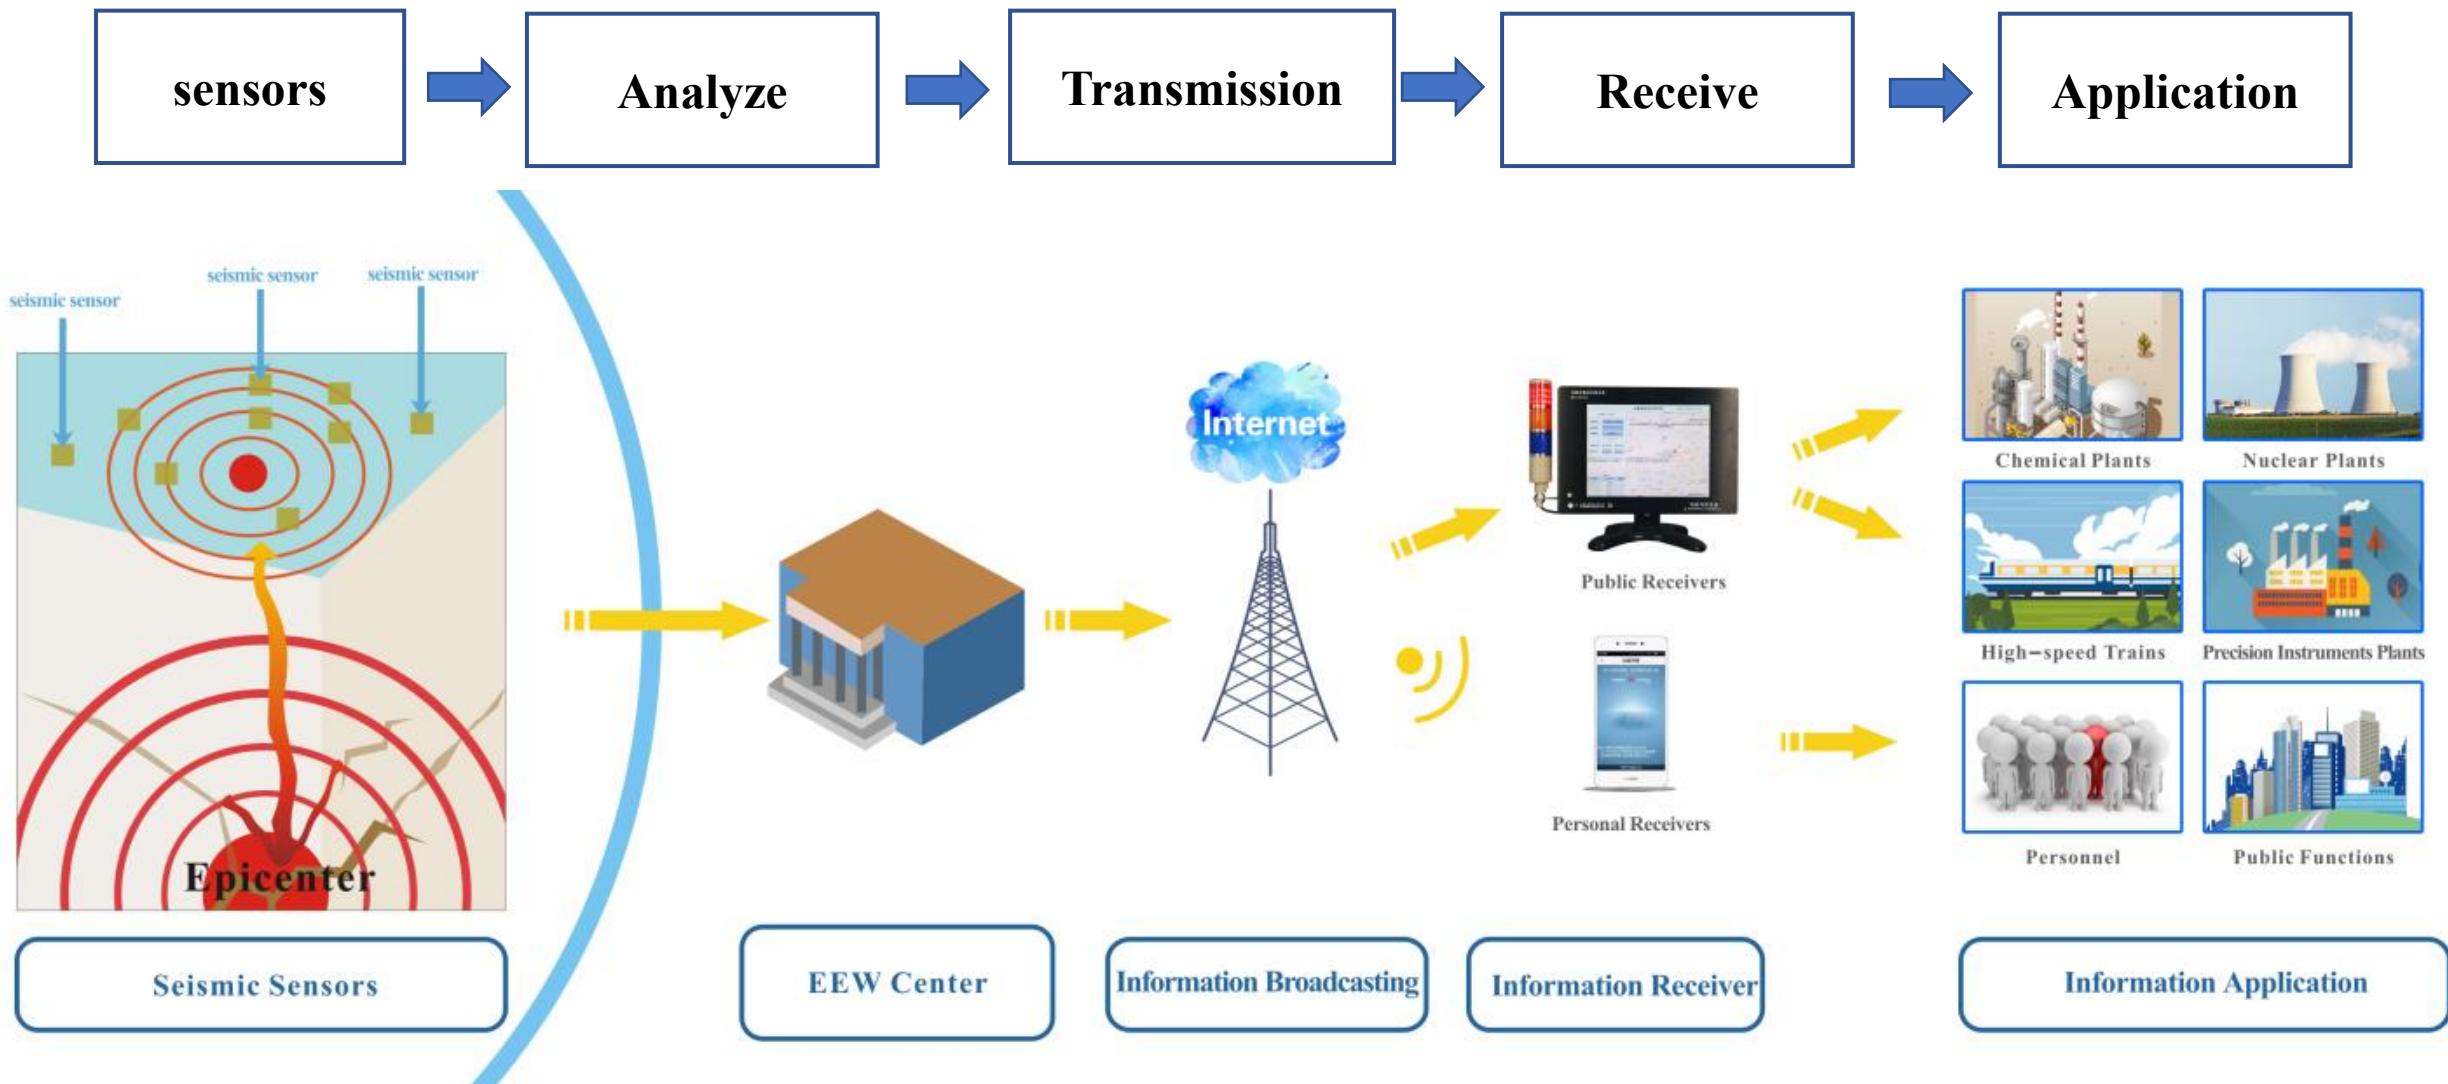 sensors
Analyze
Transmission
Receive
Application
seismic sensor
seismic sensor
seismic sensor
Epicenter
Internet
Public Receivers
Personal Receivers
Chemical Plants
Nuclear Plants
High-speed Trains
Precision Instruments Plants
Personnel
Public Functions
Seismic Sensors
EEW Center
Information Broadcasting
Information Receiver
Information Application